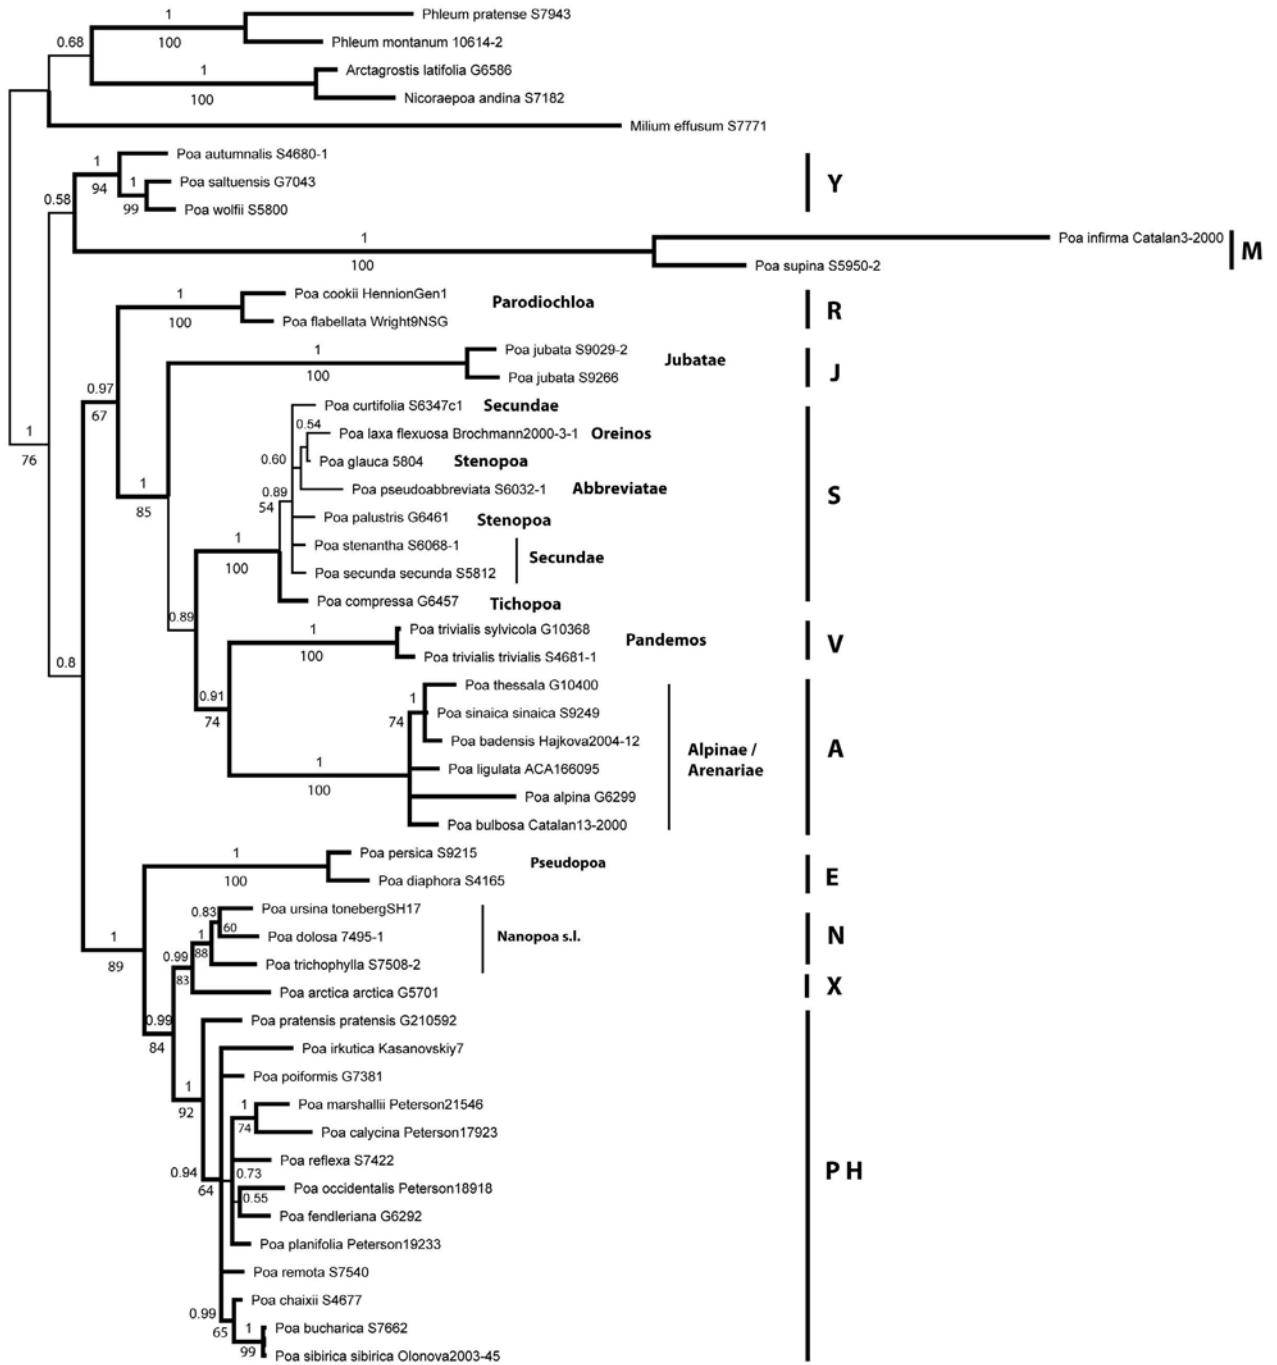 1
Phleum pratense S7943
0.68
100
Phleum montanum 10614-2
1
Arctagrostis latifolia G6586
100
Nicoraepoa andina S7182
Milium effusum S7771
1
Poa autumnalis S4680-1
94
1
Poa saltuensis G7043
Y
0.58
99
Poa wolfii S5800
1
Poa infirma Catalan3-2000
100
Poa supina S5950-2
M
1
Poa cookii HennionGen1
Parodiochloa
100
Poa flabellata Wright9NSG
R
1
Poa jubata S9029-2
Jubatae
100
Poa jubata S9266
J
0.97
67
Poa curtifolia S6347c1
Secundae
0.54
Poa laxa flexuosa Brochmann2000-3-1
Oreinos
1
76
0.60
Poa glauca 5804
Stenopoa
1
85
0.89
54
Poa pseudoabbreviata S6032-1
Abbreviatae
S
Poa palustris G6461
Stenopoa
1
100
Poa stenantha S6068-1
Secundae
Poa secunda secunda S5812
Poa compressa G6457
Tichopoa
0.89
1
Poa trivialis sylvicola G10368
Pandemos
100
Poa trivialis trivialis S4681-1
V
0.8
0.91
74
1
74
Poa thessala G10400
Poa sinaica sinaica S9249
Poa badensis Hajkova2004-12
Alpinae /
Arenariae
A
1
100
Poa ligulata ACA166095
Poa alpina G6299
Poa bulbosa Catalan13-2000
1
Poa persica S9215
Pseudopoa
100
Poa diaphora S4165
E
0.83
Poa ursina tonebergSH17
60
1
89
1
88
Poa dolosa 7495-1
Nanopoa s.l.
N
0.99
83
Poa trichophylla S7508-2
Poa arctica arctica G5701
X
0.99
84
Poa pratensis pratensis G210592
Poa irkutica Kasanovskiy7
Poa poiformis G7381
1
92
1
74
Poa marshallii Peterson21546
Poa calycina Peterson17923
Poa reflexa S7422
0.94
64
0.73
P H
0.55
Poa occidentalis Peterson18918
Poa fendleriana G6292
Poa planifolia Peterson19233
Poa remota S7540
0.99
65
Poa chaixii S4677
1
99
Poa bucharica S7662
Poa sibirica sibirica Olonova2003-45